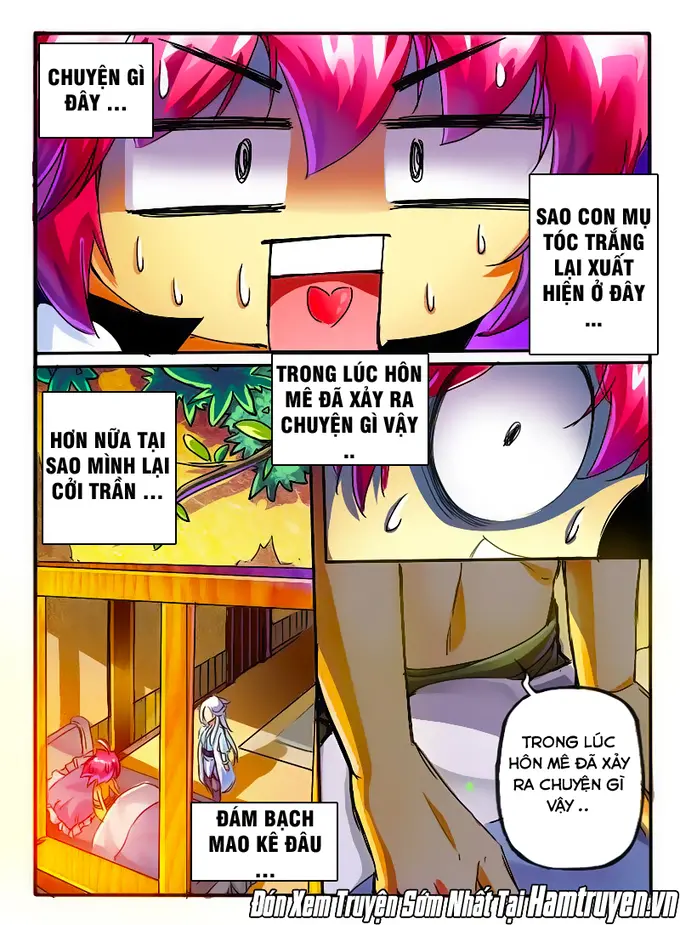 CHUYỆN GÌ
ĐÂY ...
SAO CON MỤ
TÓC TRẮNG
LẠI XUẤT
HIỆN Ở ĐÂY
...
TRONG LÚC HÔN
MÊ ĐÃ XẢY RA
CHUYỆN GÌ VẬY
..
HƠN NỮA TẠI
SAO MÌNH LẠI
CỞI TRẦN ...
TRONG LÚC
HÔN MÊ ĐÃ XẢY
RA CHUYỆN GÌ
VẬY ..
ĐÁM BẠCH
MAO KÊ ĐÂU
...
Đón Xem Truyện Sớm Nhất Tại Hamtruyen.vn